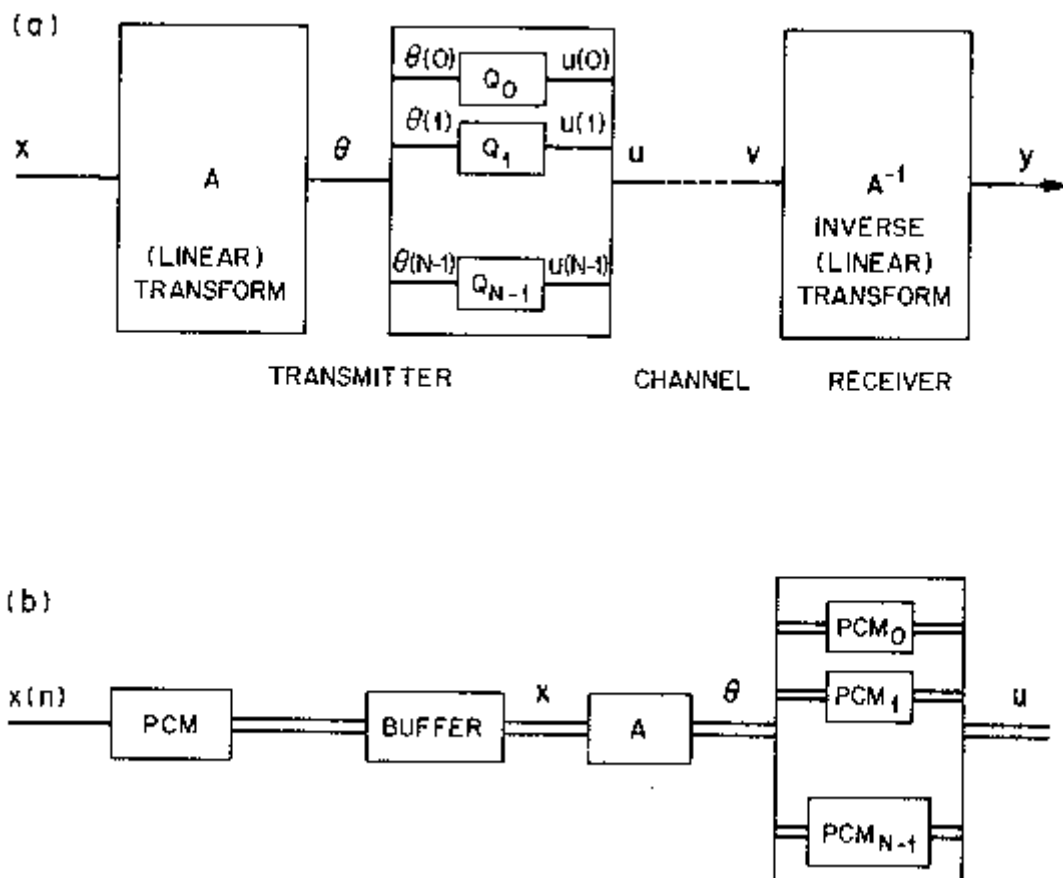 (a)
θ(0) Q0 u(0)
θ(1) Q1 u(1)
x A θ u v A-1 y
(LINEAR)
TRANSFORM
INVERSE
(LINEAR)
TRANSFORM
θ(N-1) QN-1 u(N-1)
TRANSMITTER CHANNEL RECEIVER
(b)
x(n) PCM BUFFER x A θ u
PCM0
PCM1
PCMN-1